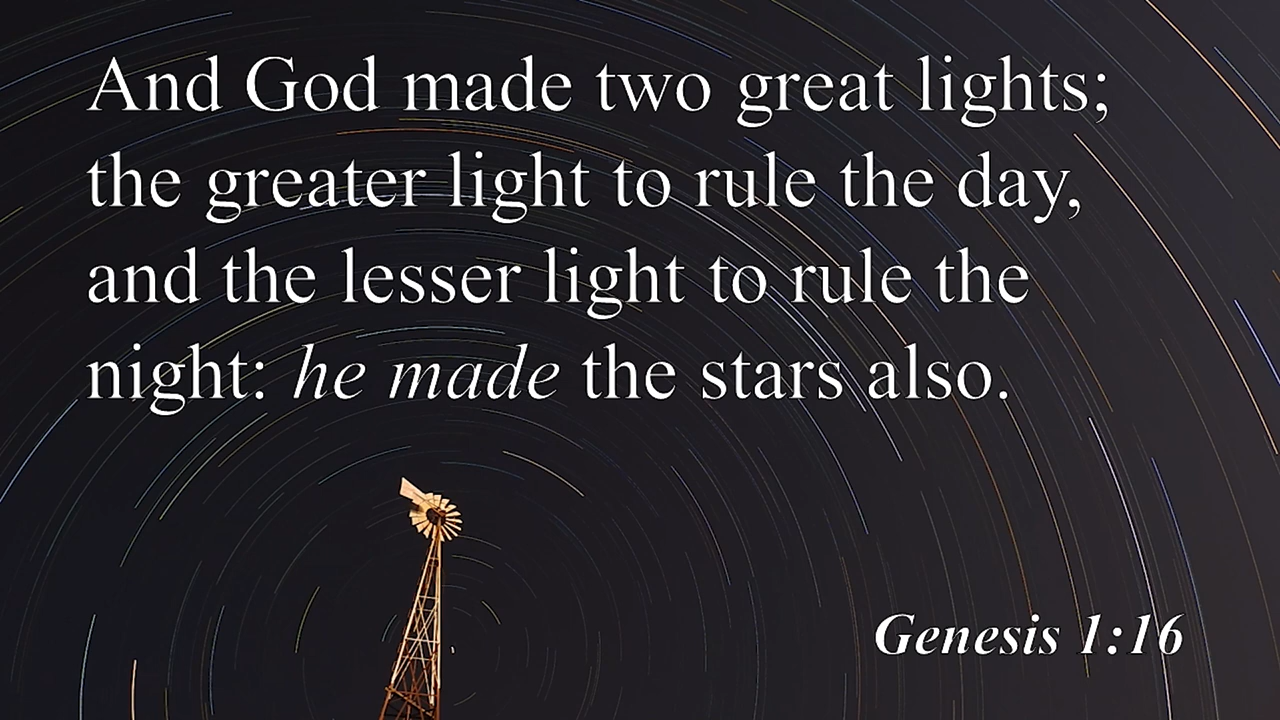 And God made two great lights;
the greater light to rule the day,
and the lesser light to rule the
night: he made the stars also.
Genesis 1:16